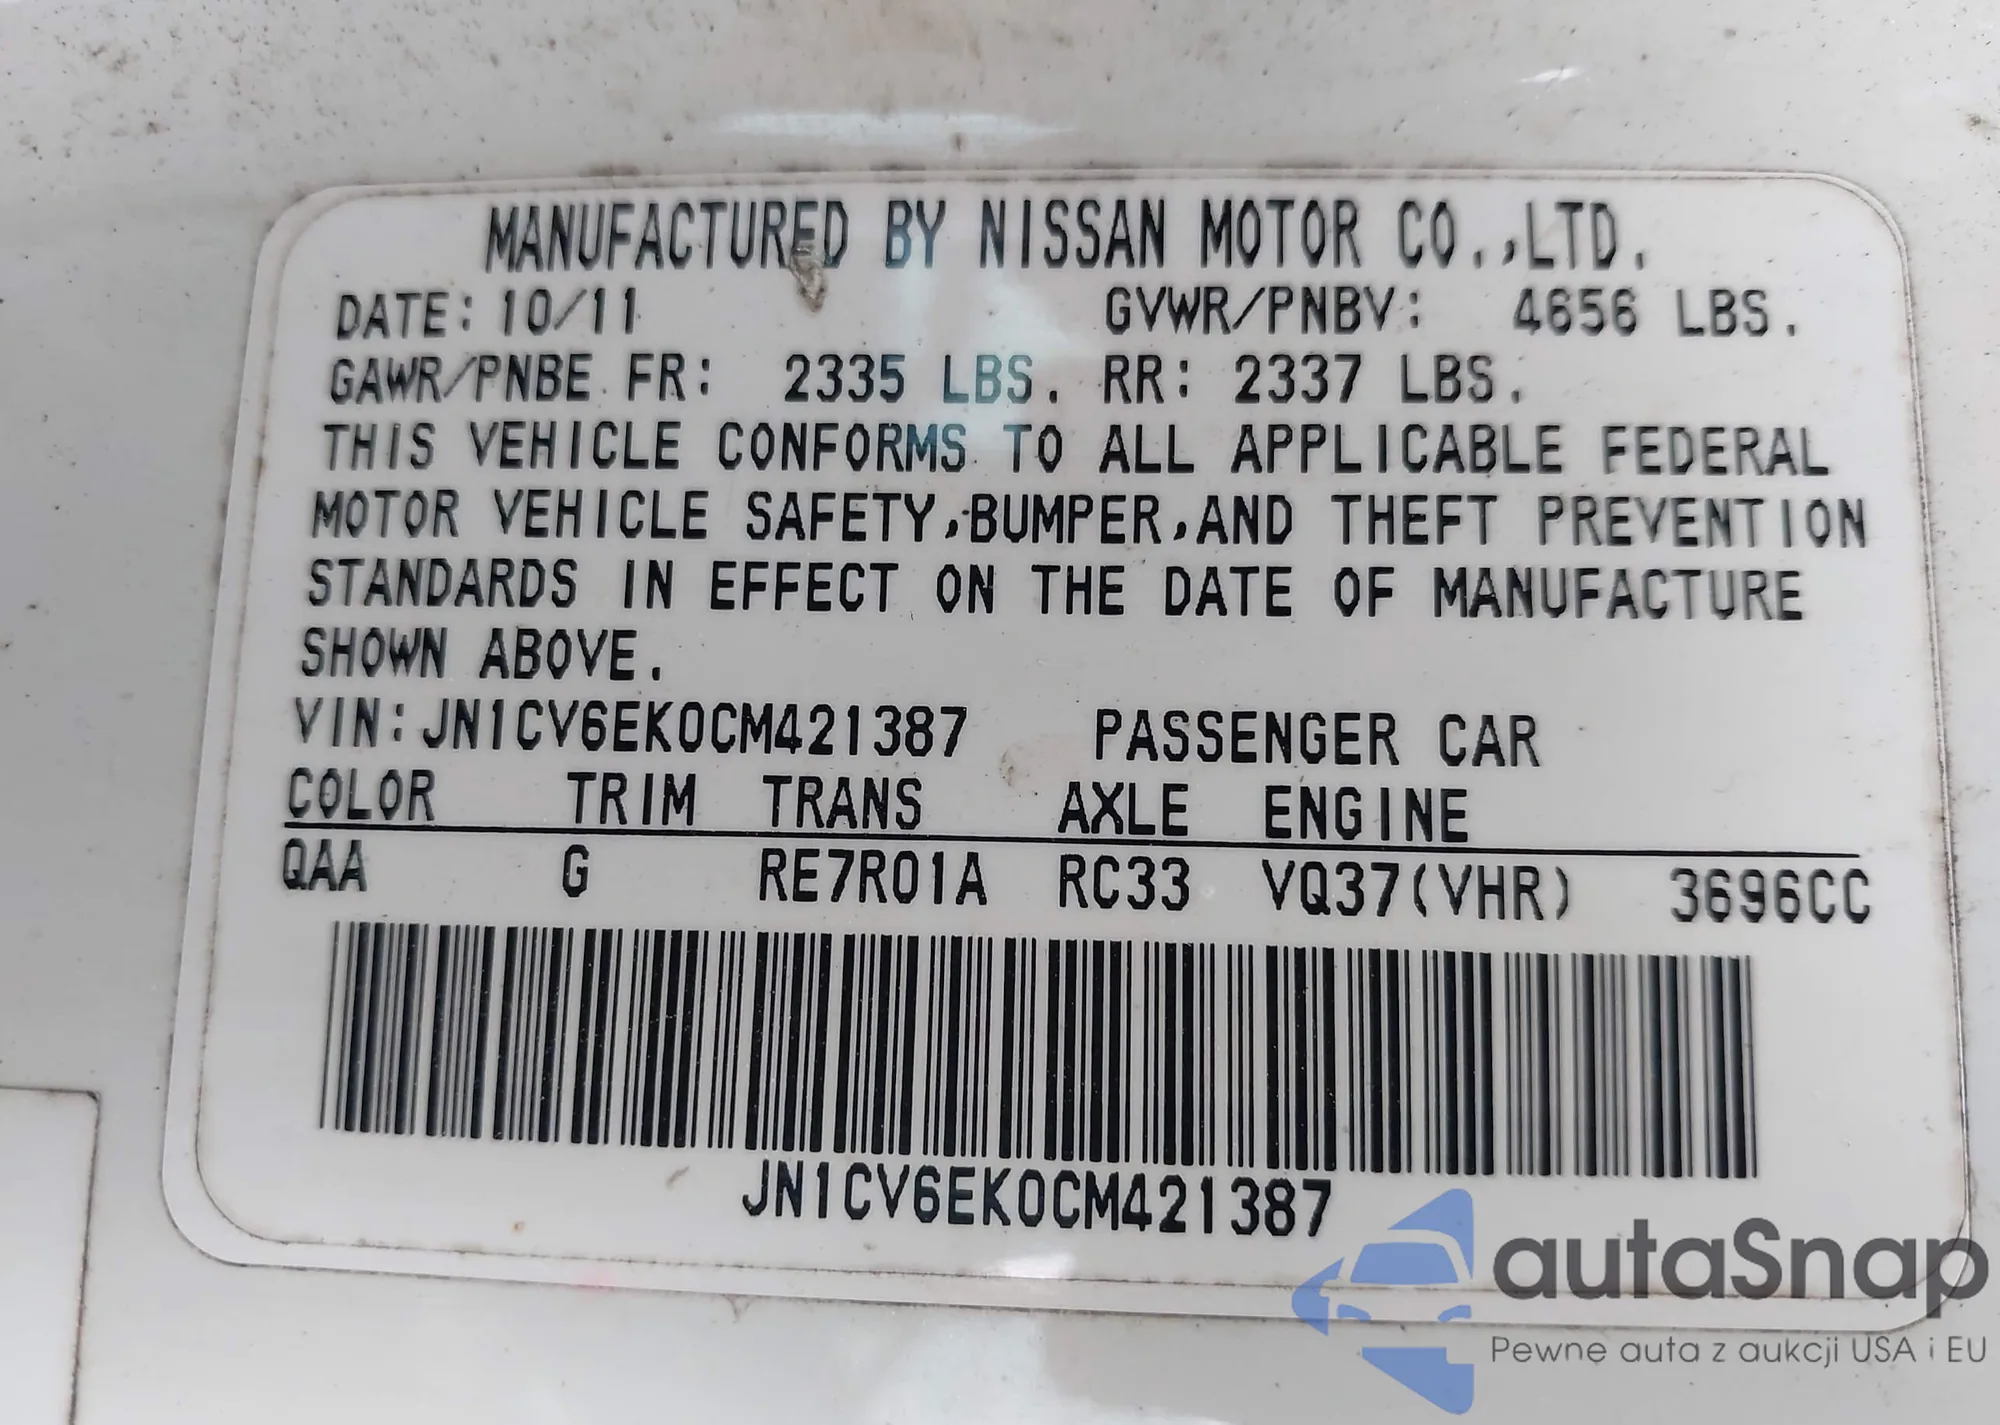 MANUFACTURED BY NISSAN MOTOR CO.,LTD.
DATE: 10/11 GVWR/PNBV: 4656 LBS.
GAWR/PNBE FR: 2335 LBS. RR: 2337 LBS.
THIS VEHICLE CONFORMS TO ALL APPLICABLE FEDERAL
MOTOR VEHICLE SAFETY,BUMPER,AND THEFT PREVENTION
STANDARDS IN EFFECT ON THE DATE OF MANUFACTURE
SHOWN ABOVE.
VIN:JN1CV6EK0CM421387 PASSENGER CAR
COLOR TRIM TRANS AXLE ENGINE
QAA G RE7R01A RC33 VQ37(VHR) 3696CC
JN1CV6EK0CM421387
autaSnap
Pewne auta z aukcji USA i EU